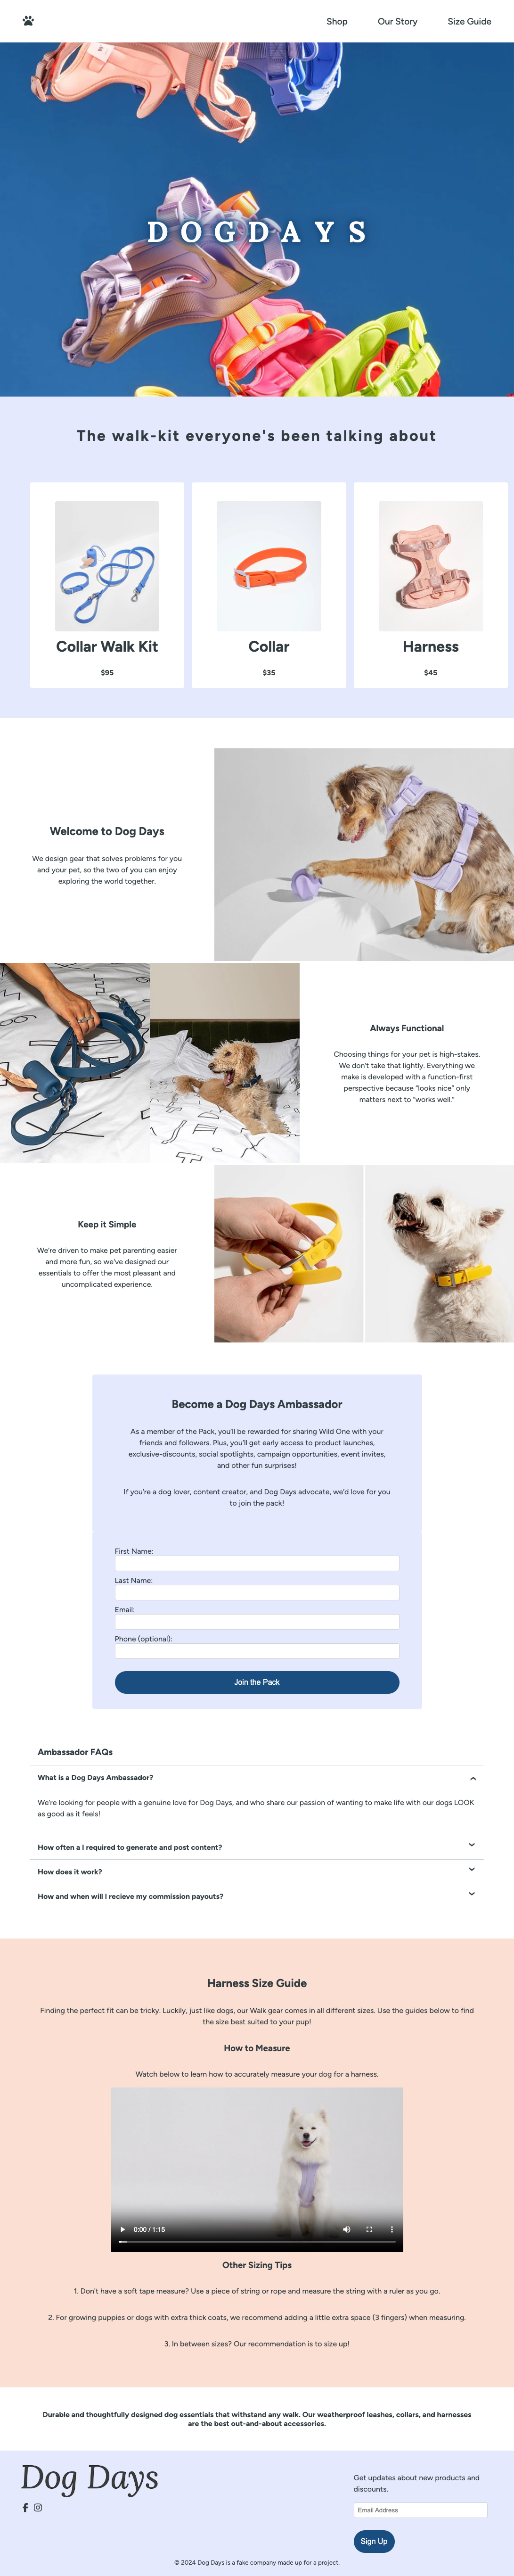 Shop Our Story Size Guide
DOGDAYS
The walk-kit everyone's been talking about
Collar Walk Kit
$95
Collar
$35
Harness
$45
Welcome to Dog Days
We design gear that solves problems for you
and your pet, so the two of you can enjoy
exploring the world together.
Always Functional
Choosing things for your pet is high-stakes.
We don't take that lightly. Everything we
make is developed with a function-first
perspective because “looks nice” only
matters next to “works well.”
Keep it Simple
We're driven to make pet parenting easier
and more fun, so we've designed our
essentials to offer the most pleasant and
uncomplicated experience.
Become a Dog Days Ambassador
As a member of the Pack, you'll be rewarded for sharing Wild One with your
friends and followers. Plus, you'll get early access to product launches,
exclusive-discounts, social spotlights, campaign opportunities, event invites,
and other fun surprises!
If you're a dog lover, content creator, and Dog Days advocate, we'd love for you
to join the pack!
First Name:
Last Name:
Email:
Phone (optional):
Join the Pack
Ambassador FAQs
What is a Dog Days Ambassador?
We're looking for people with a genuine love for Dog Days, and who share our passion of wanting to make life with our dogs LOOK
as good as it feels!
How often a I required to generate and post content?
How does it work?
How and when will I recieve my commission payouts?
Harness Size Guide
Finding the perfect fit can be tricky. Luckily, just like dogs, our Walk gear comes in all different sizes. Use the guides below to find
the size best suited to your pup!
How to Measure
Watch below to learn how to accurately measure your dog for a harness.
0:00 / 1:15
Other Sizing Tips
1. Don't have a soft tape measure? Use a piece of string or rope and measure the string with a ruler as you go.
2. For growing puppies or dogs with extra thick coats, we recommend adding a little extra space (3 fingers) when measuring.
3. In between sizes? Our recommendation is to size up!
Durable and thoughtfully designed dog essentials that withstand any walk. Our weatherproof leashes, collars, and harnesses
are the best out-and-about accessories.
Dog Days
Get updates about new products and
discounts.
Email Address
Sign Up
© 2024 Dog Days is a fake company made up for a project.